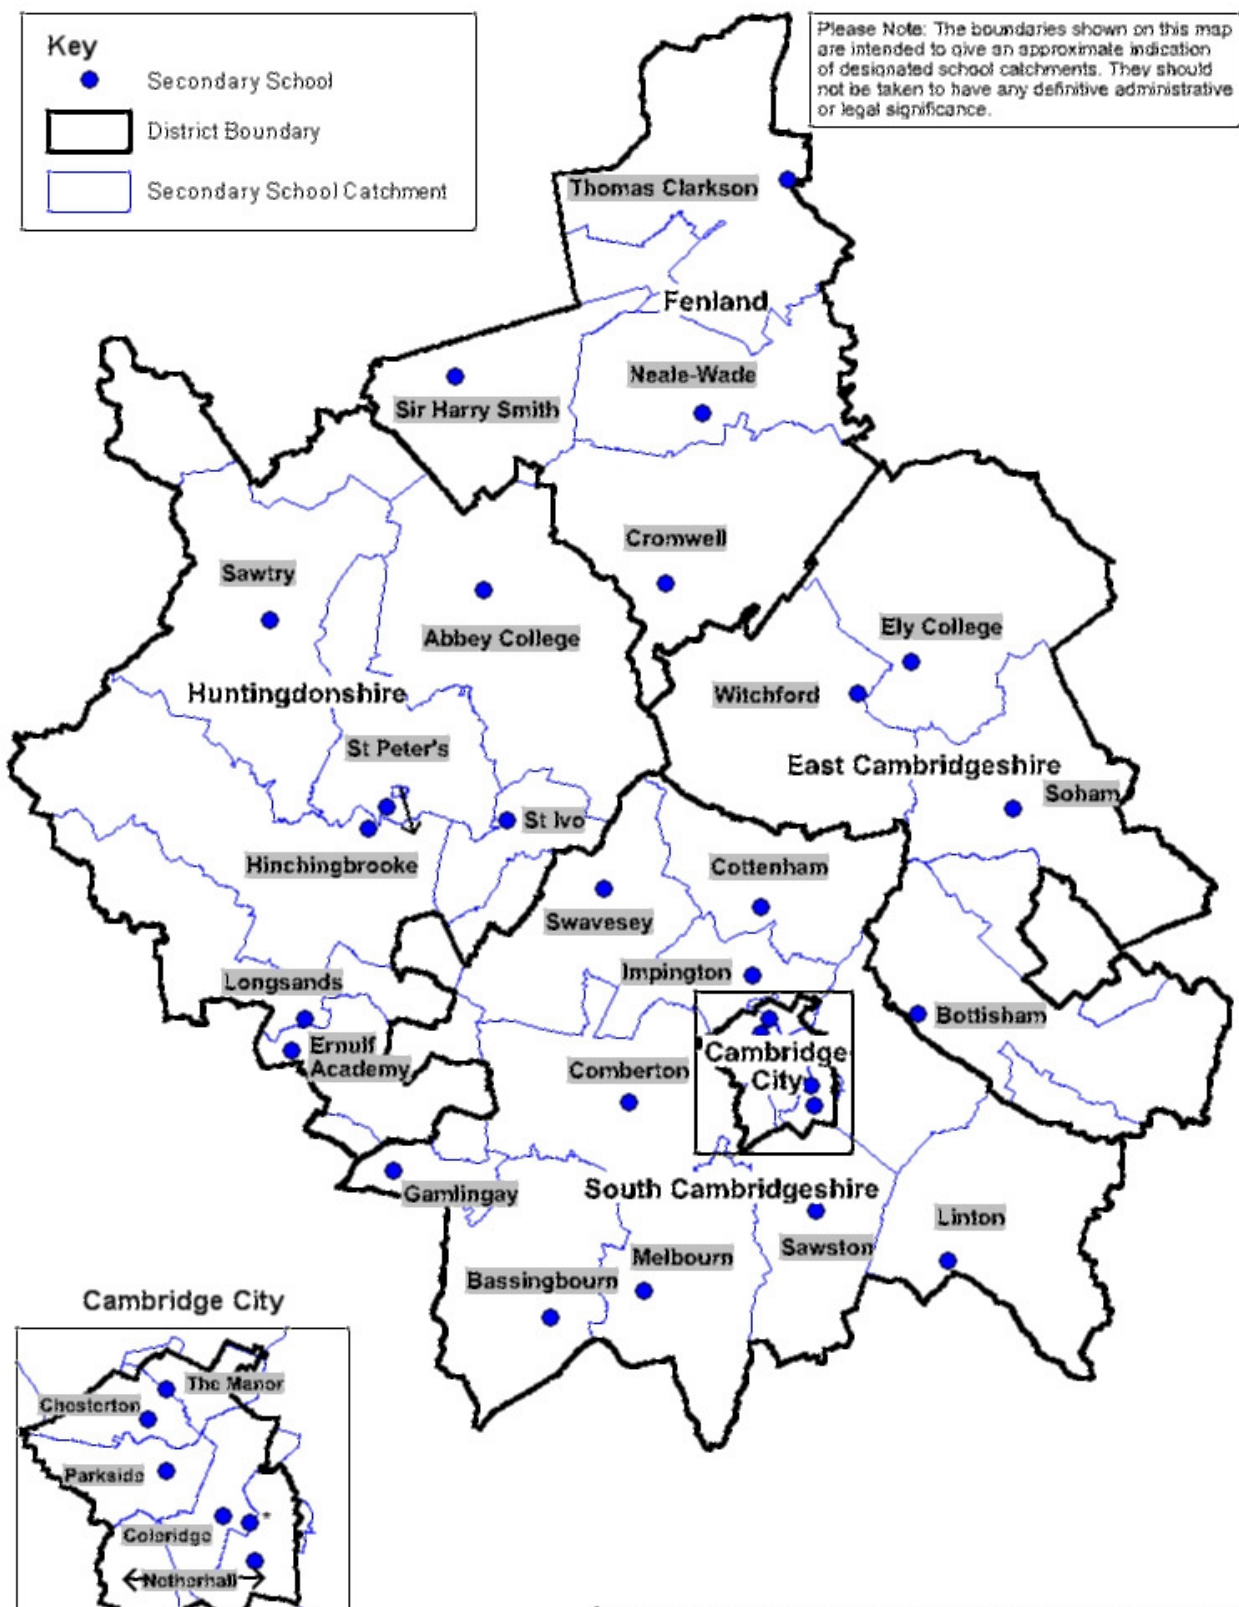 Key
Secondary School
District Boundary
Secondary School Catchment
Please Note: The boundaries shown on this map
are intended to give an approximate indication
of designated school catchments. They should
not be taken to have any definitive administrative
or legal significance.
Thomas Clarkson
Fenland
Neale-Wade
Sir Harry Smith
Cromwell
Sawtry
Abbey College
Ely College
Huntingdonshire
Witchford
St Peter's
East Cambridgeshire
Soham
St Ivo
Hinchingbrooke
Cottenham
Swavesey
Impington
Longsands
Bottisham
Ernulf
Academy
Cambridge
City
Comberton
Gamlingay
South Cambridgeshire
Linton
Sawston
Melbourn
Bassingbourn
Cambridge City
The Manor
Chesterton
Parkside
Coleridge
*
Netherhall